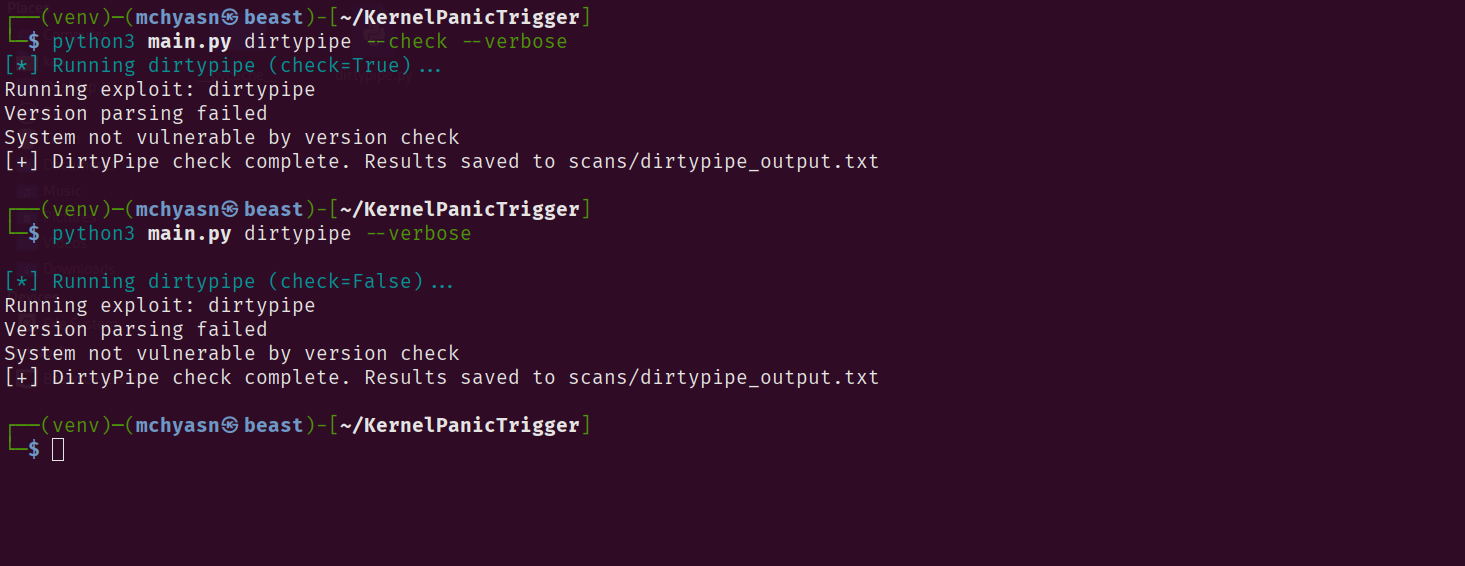 ┌──(venv)─(mchyasn㉿beast)-[~/KernelPanicTrigger]
└─$ python3 main.py dirtypipe --check --verbose
[*] Running dirtypipe (check=True)...
Running exploit: dirtypipe
Version parsing failed
System not vulnerable by version check
[+] DirtyPipe check complete. Results saved to scans/dirtypipe_output.txt
┌──(venv)─(mchyasn㉿beast)-[~/KernelPanicTrigger]
└─$ python3 main.py dirtypipe --verbose
[*] Running dirtypipe (check=False)...
Running exploit: dirtypipe
Version parsing failed
System not vulnerable by version check
[+] DirtyPipe check complete. Results saved to scans/dirtypipe_output.txt
┌──(venv)─(mchyasn㉿beast)-[~/KernelPanicTrigger]
└─$